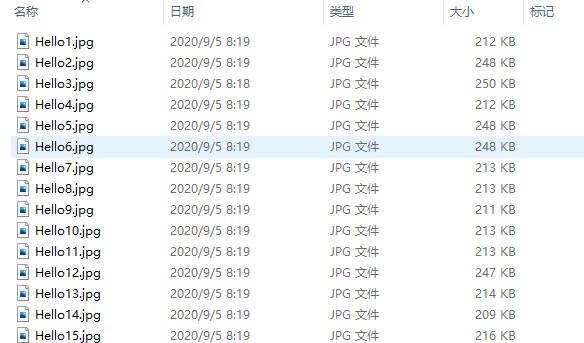 名称 日期 类型 大小 标记
Hello1.jpg 2020/9/5 8:19 JPG 文件 212 KB
Hello2.jpg 2020/9/5 8:19 JPG 文件 248 KB
Hello3.jpg 2020/9/5 8:18 JPG 文件 250 KB
Hello4.jpg 2020/9/5 8:19 JPG 文件 212 KB
Hello5.jpg 2020/9/5 8:19 JPG 文件 248 KB
Hello6.jpg 2020/9/5 8:19 JPG 文件 248 KB
Hello7.jpg 2020/9/5 8:19 JPG 文件 213 KB
Hello8.jpg 2020/9/5 8:19 JPG 文件 213 KB
Hello9.jpg 2020/9/5 8:19 JPG 文件 211 KB
Hello10.jpg 2020/9/5 8:19 JPG 文件 213 KB
Hello11.jpg 2020/9/5 8:19 JPG 文件 213 KB
Hello12.jpg 2020/9/5 8:19 JPG 文件 247 KB
Hello13.jpg 2020/9/5 8:19 JPG 文件 214 KB
Hello14.jpg 2020/9/5 8:19 JPG 文件 209 KB
Hello15.jpg 2020/9/5 8:19 JPG 文件 216 KB